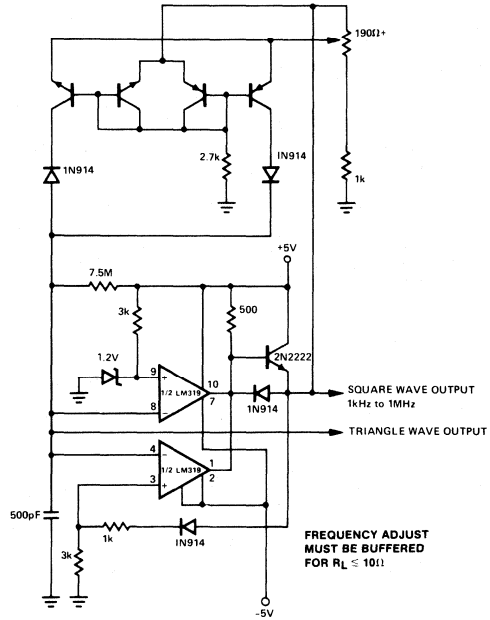 190Ω+
1N914
2.7k
IN914
1k
+5V
7.5M
3k
500
2N2222
1.2V
9
+
1/2 LM319
10
7
8
−
1N914
SQUARE WAVE OUTPUT
1kHz to 1MHz
TRIANGLE WAVE OUTPUT
4
−
1/2 LM319
1
2
3
+
500pF
1k
IN914
3k
FREQUENCY ADJUST
MUST BE BUFFERED
FOR RL ≦ 10Ω
-5V